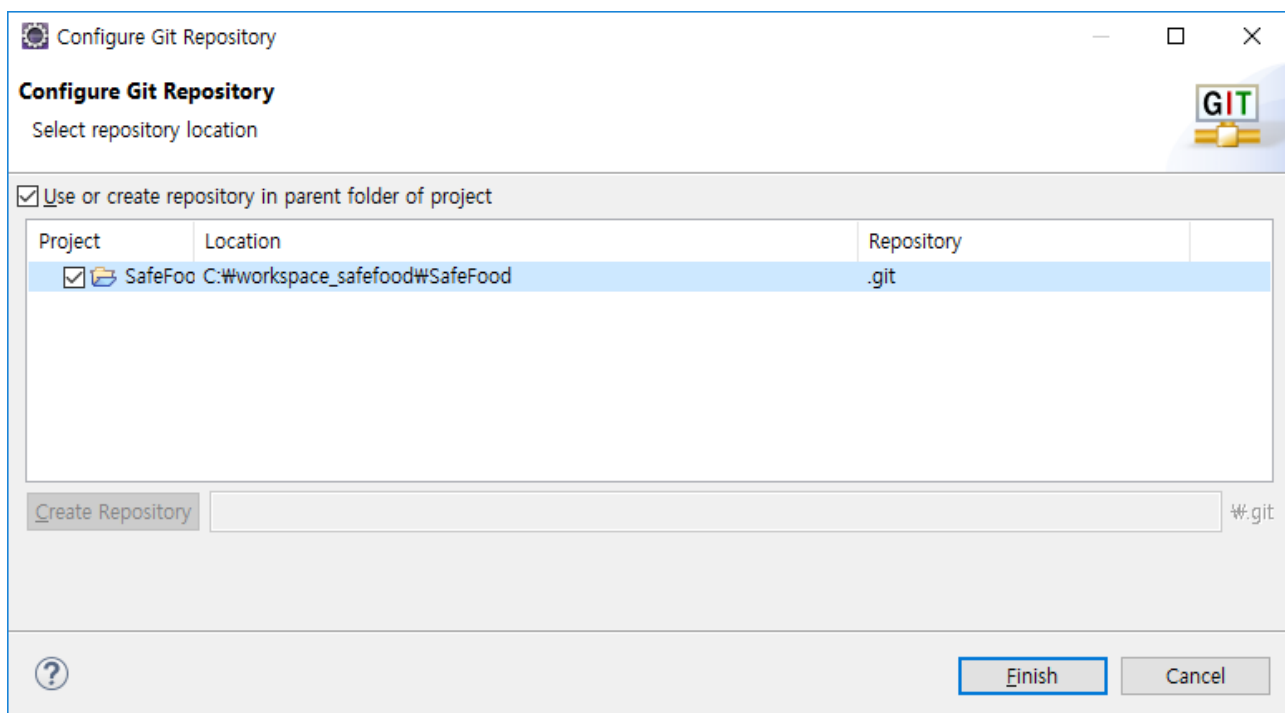 Configure Git Repository
Configure Git Repository
Select repository location
GIT
Use or create repository in parent folder of project
Project Location Repository
SafeFoo C:₩workspace_safefood₩SafeFood .git
Create Repository ₩.git
?
Finish Cancel